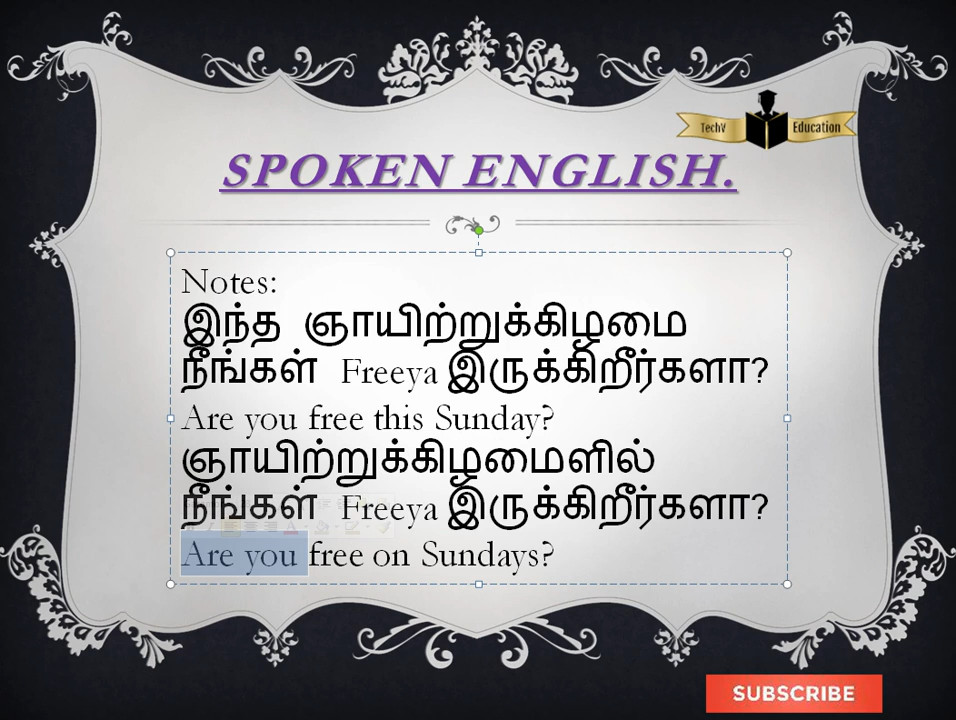 TechV Education
SPOKEN ENGLISH.
Notes:
இந்த ஞாயிற்றுக்கிழமை
நீங்கள் Freeya இருக்கிறீர்களா?
Are you free this Sunday?
ஞாயிற்றுக்கிழமைளில்
நீங்கள் Freeya இருக்கிறீர்களா?
Are you free on Sundays?
SUBSCRIBE